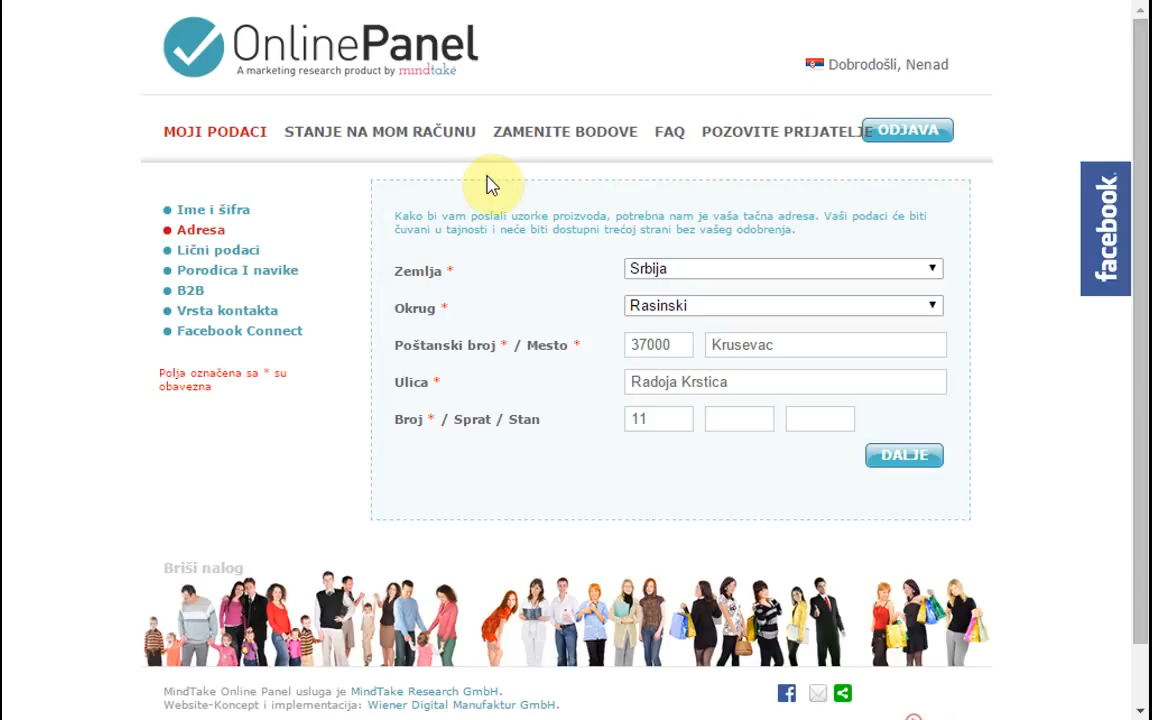 OnlinePanel
A marketing research product by mindtake
Dobrodošli, Nenad
MOJI PODACI STANJE NA MOM RAČUNU ZAMENITE BODOVE FAQ POZOVITE PRIJATELJE ODJAVA
facebook
Ime i šifra
Adresa
Lični podaci
Porodica I navike
B2B
Vrsta kontakta
Facebook Connect
Polja označena sa * su
obavezna
Kako bi vam poslali uzorke proizvoda, potrebna nam je vaša tačna adresa. Vaši podaci će biti
čuvani u tajnosti i neće biti dostupni trećoj strani bez vašeg odobrenja.
Zemlja * Srbija
Okrug * Rasinski
Poštanski broj * / Mesto * 37000 Krusevac
Ulica * Radoja Krstica
Broj * / Sprat / Stan 11
DALJE
Briši nalog
MindTake Online Panel usluga je MindTake Research GmbH.
Website-Koncept i implementacija: Wiener Digital Manufaktur GmbH.